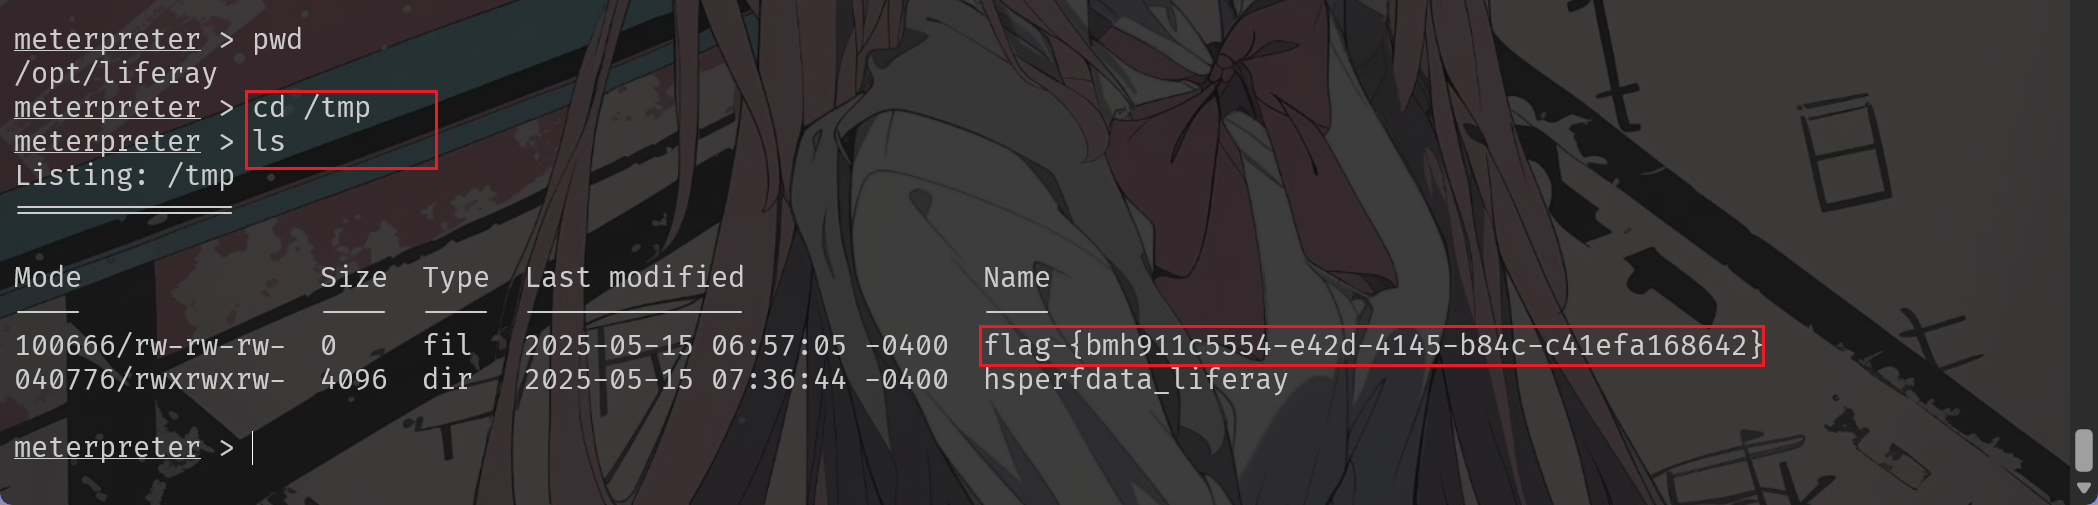 meterpreter > pwd
/opt/liferay
meterpreter > cd /tmp
meterpreter > ls
Listing: /tmp
=============
Mode Size Type Last modified Name
---- ---- ---- ------------- ----
100666/rw-rw-rw- 0 fil 2025-05-15 06:57:05 -0400 flag-{bmh911c5554-e42d-4145-b84c-c41efa168642}
040776/rwxrwxrw- 4096 dir 2025-05-15 07:36:44 -0400 hsperfdata_liferay
meterpreter >